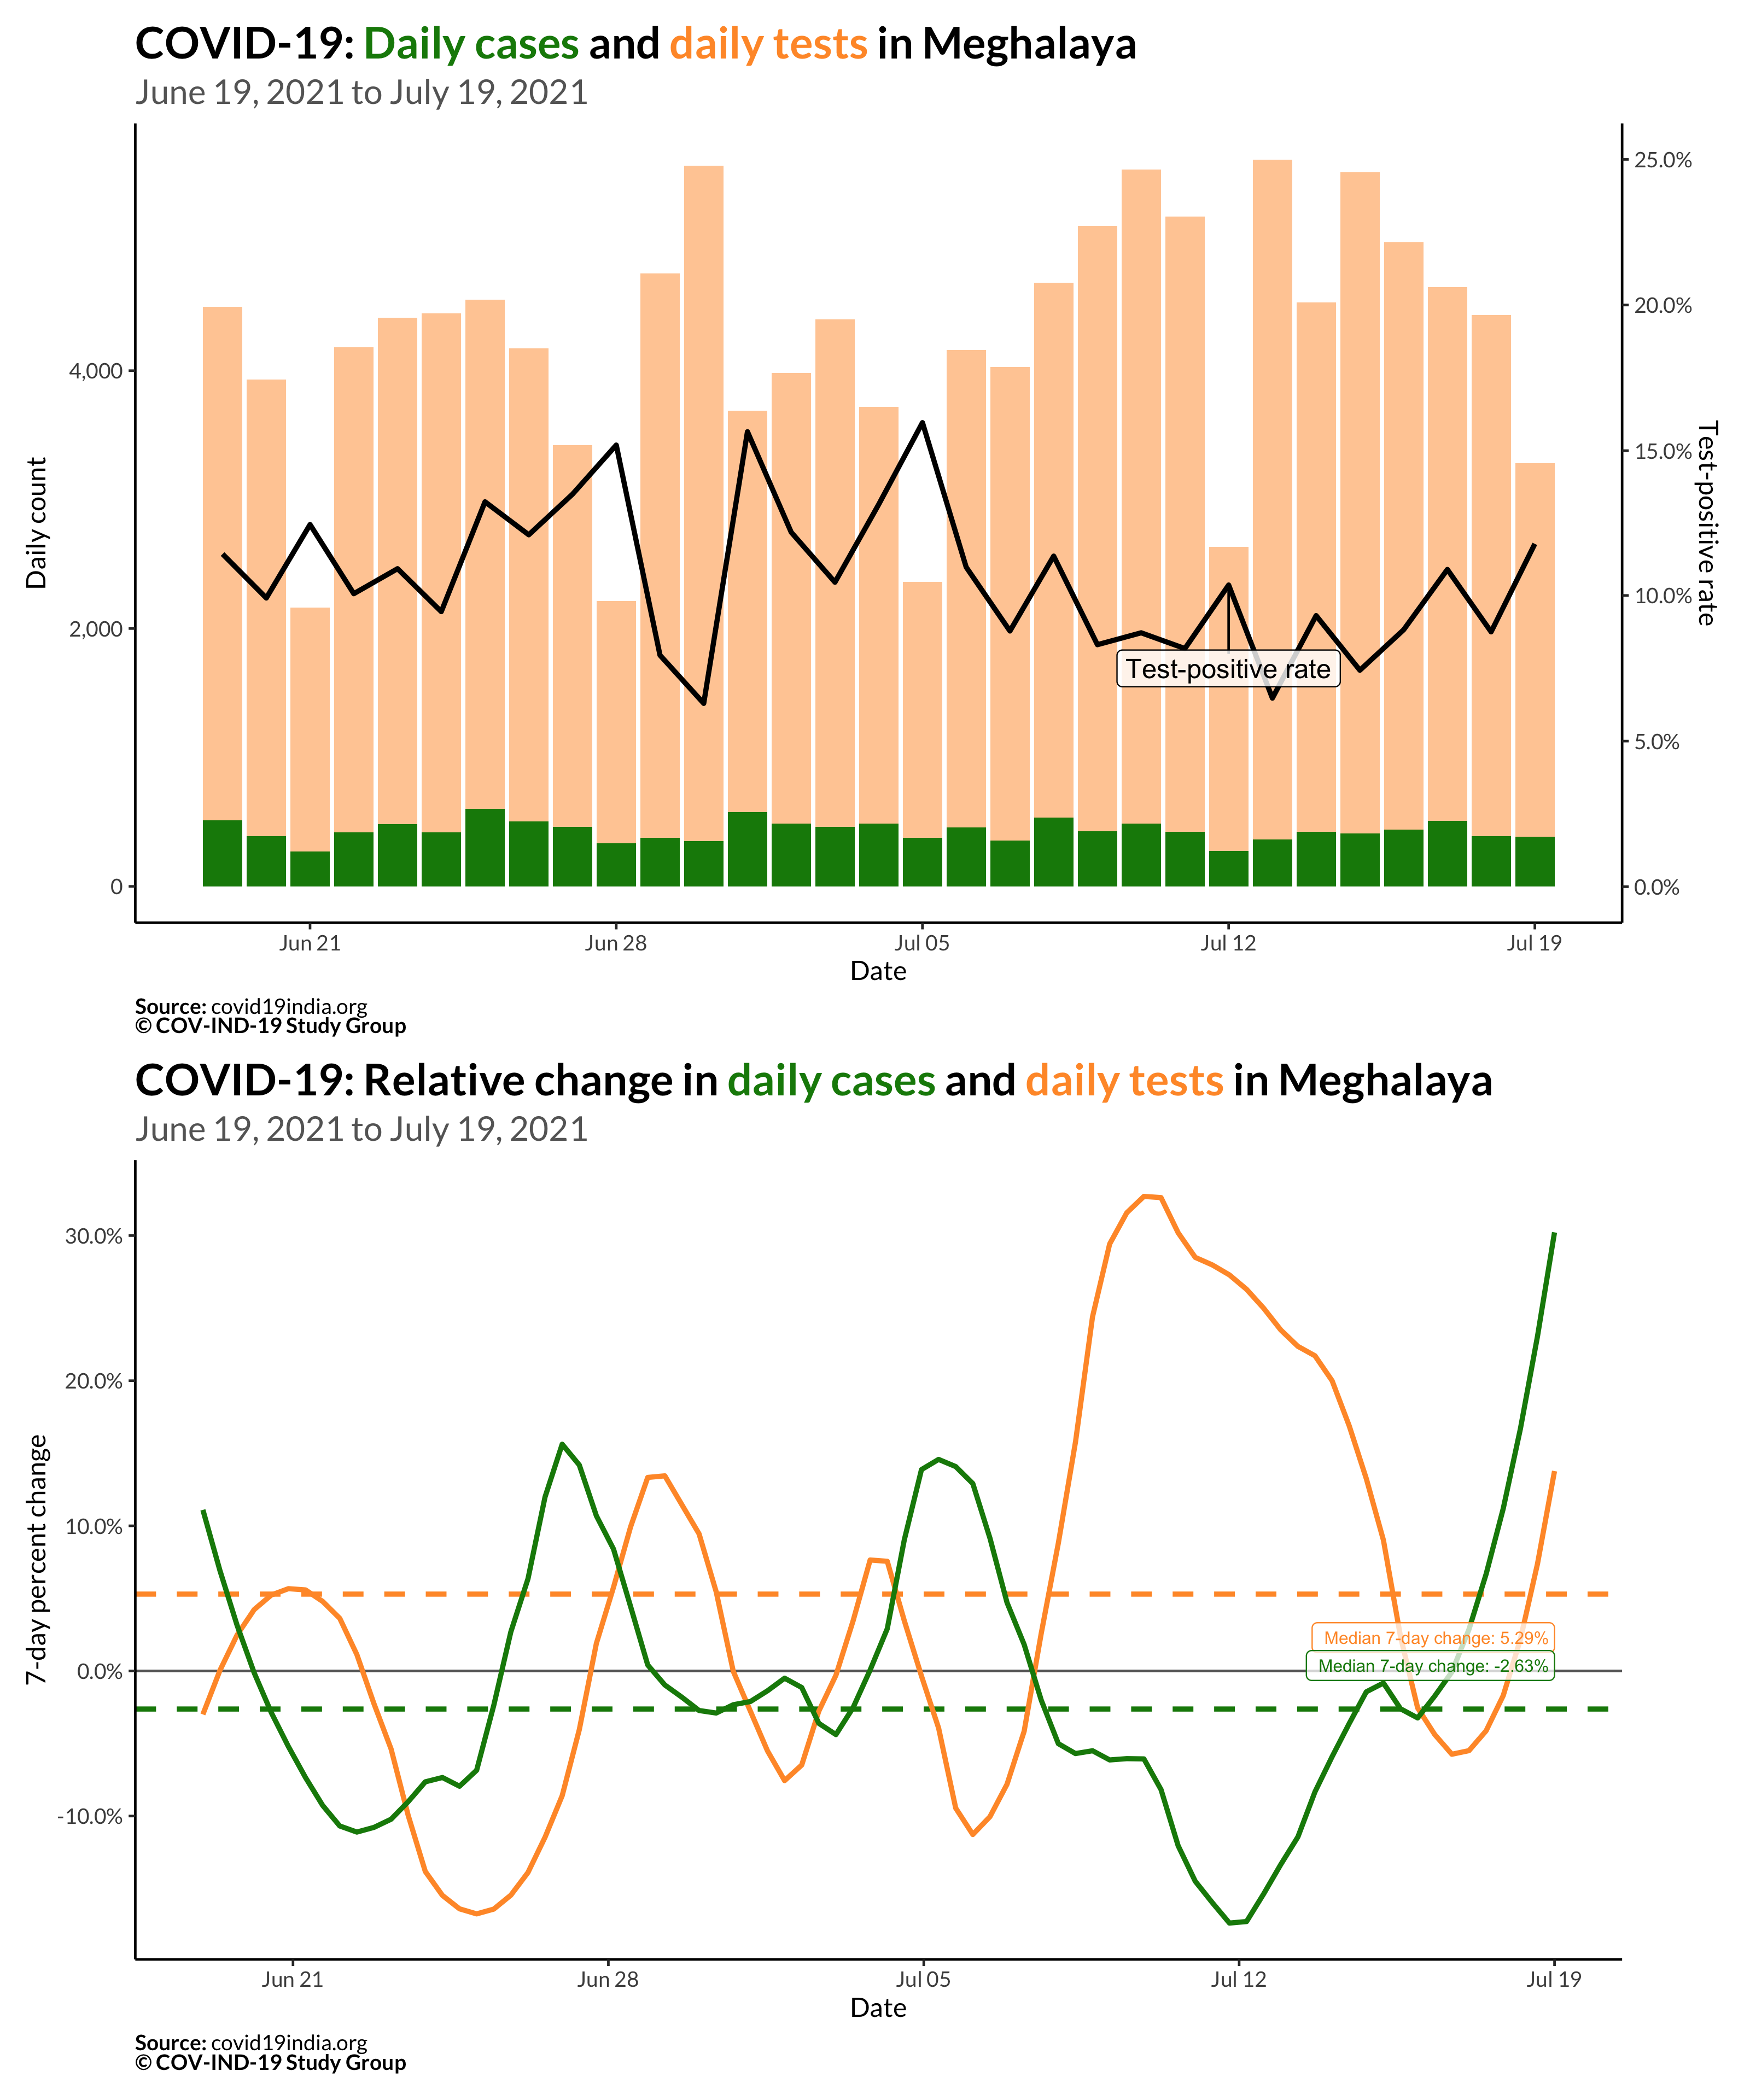 COVID-19: Daily cases and daily tests in Meghalaya
June 19, 2021 to July 19, 2021
Daily count
4,000
2,000
0
25.0%
20.0%
15.0%
10.0%
5.0%
0.0%
Test-positive rate
Test-positive rate
Jun 21
Jun 28
Jul 05
Jul 12
Jul 19
Date
Source: covid19india.org
© COV-IND-19 Study Group
COVID-19: Relative change in daily cases and daily tests in Meghalaya
June 19, 2021 to July 19, 2021
7-day percent change
30.0%
20.0%
10.0%
0.0%
-10.0%
Median 7-day change: 5.29%
Median 7-day change: -2.63%
Jun 21
Jun 28
Jul 05
Jul 12
Jul 19
Date
Source: covid19india.org
© COV-IND-19 Study Group